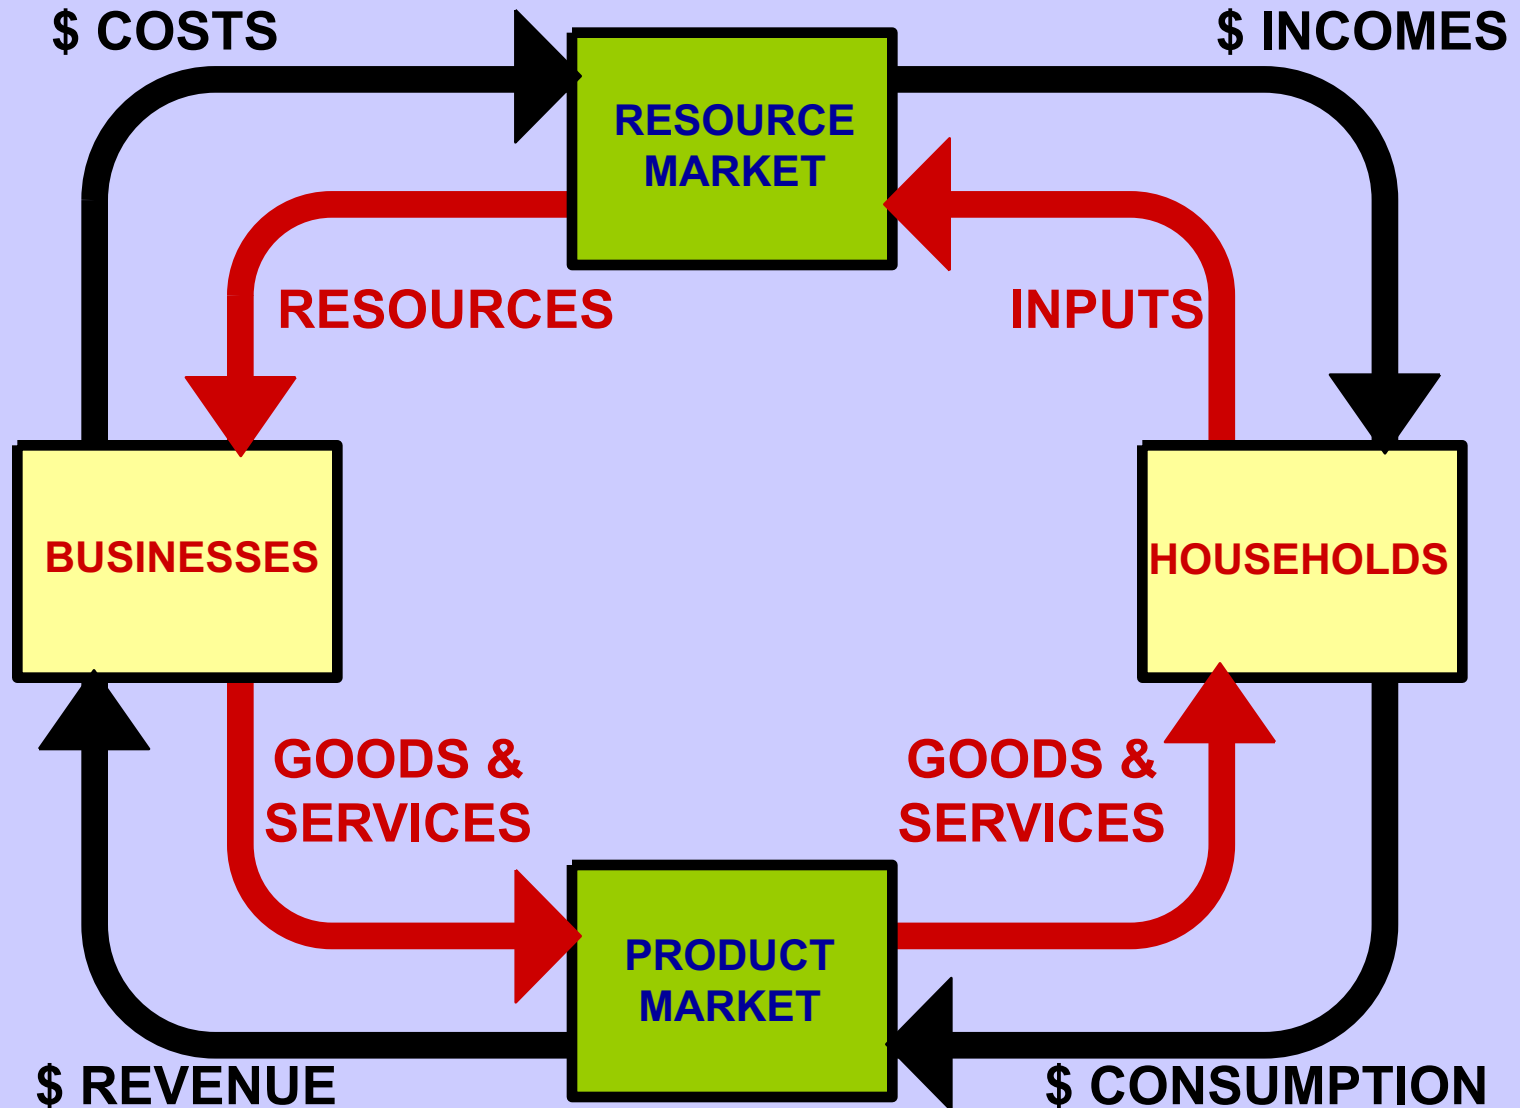 $ COSTS
$ INCOMES
RESOURCE
MARKET
RESOURCES
INPUTS
BUSINESSES
HOUSEHOLDS
GOODS &
SERVICES
GOODS &
SERVICES
PRODUCT
MARKET
$ REVENUE
$ CONSUMPTION